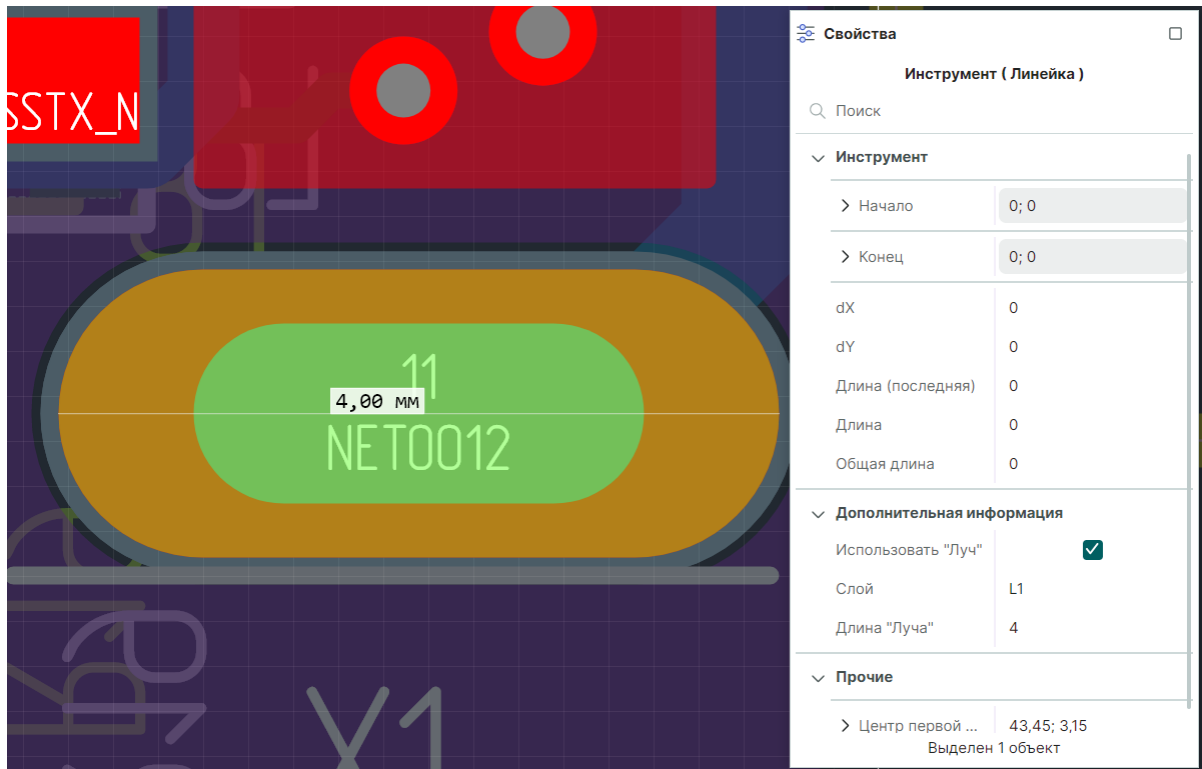 SSTX_N
11
4,00 мм
NET0012
X1
Свойства
Инструмент ( Линейка )
Поиск
Инструмент
Начало 0; 0
Конец 0; 0
dX 0
dY 0
Длина (последняя) 0
Длина 0
Общая длина 0
Дополнительная информация
Использовать "Луч"
Слой L1
Длина "Луча" 4
Прочие
Центр первой ... 43,45; 3,15
Выделен 1 объект